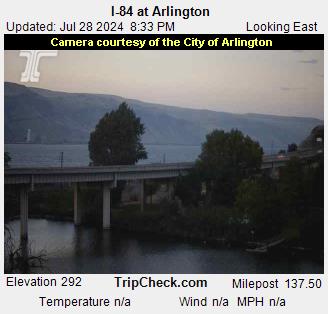 I-84 at Arlington
Updated: Jul 28 2024 8:33 PM Looking East
Camera courtesy of the City of Arlington
Elevation 292 TripCheck.com Milepost 137.50
Temperature n/a Wind n/a MPH n/a